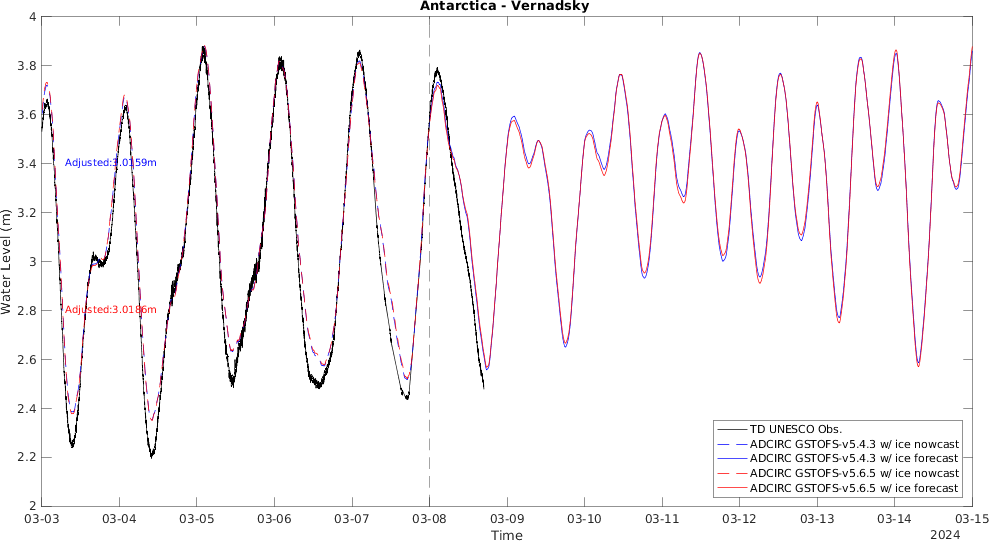 Antarctica - Vernadsky
4
3.8
3.6
3.4
3.2
3
2.8
2.6
2.4
2.2
2
Water Level (m)
Adjusted:3.0159m
Adjusted:3.0186m
TD UNESCO Obs.
ADCIRC GSTOFS-v5.4.3 w/ ice nowcast
ADCIRC GSTOFS-v5.4.3 w/ ice forecast
ADCIRC GSTOFS-v5.6.5 w/ ice nowcast
ADCIRC GSTOFS-v5.6.5 w/ ice forecast
03-03 03-04 03-05 03-06 03-07 03-08 03-09 03-10 03-11 03-12 03-13 03-14 03-15
Time
2024